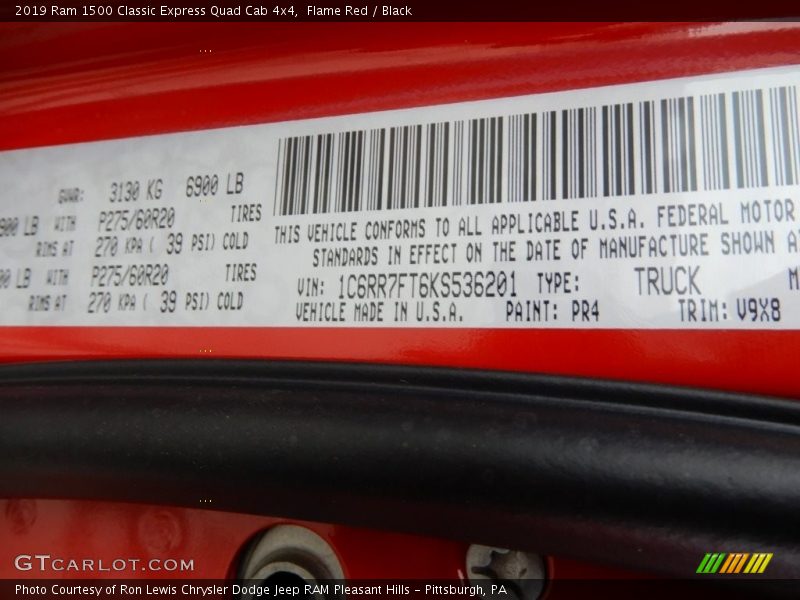 2019 Ram 1500 Classic Express Quad Cab 4x4, Flame Red / Black
GVWR: 3130 KG 6900 LB
900 LB WITH P275/60R20 TIRES
RIMS AT 270 KPA ( 39 PSI) COLD
00 LB WITH P275/60R20 TIRES
RIMS AT 270 KPA ( 39 PSI) COLD
THIS VEHICLE CONFORMS TO ALL APPLICABLE U.S.A. FEDERAL MOTOR
STANDARDS IN EFFECT ON THE DATE OF MANUFACTURE SHOWN
VIN: 1C6RR7FT6KS536201 TYPE: TRUCK
VEHICLE MADE IN U.S.A. PAINT: PR4 TRIM: V9X8
GTCARLOT.COM
Photo Courtesy of Ron Lewis Chrysler Dodge Jeep RAM Pleasant Hills - Pittsburgh, PA